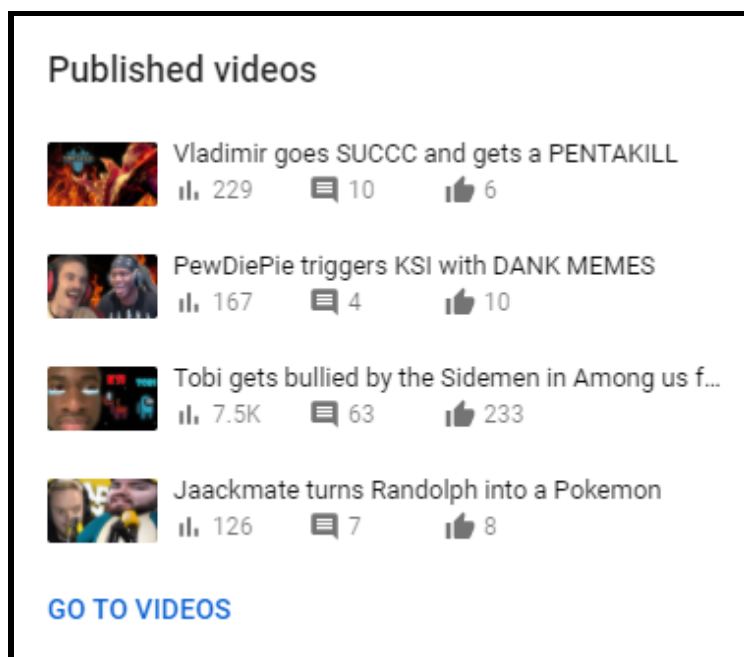 Published videos
Vladimir goes SUCCC and gets a PENTAKILL
229 10 6
PewDiePie triggers KSI with DANK MEMES
167 4 10
Tobi gets bullied by the Sidemen in Among us f...
7.5K 63 233
Jaackmate turns Randolph into a Pokemon
126 7 8
GO TO VIDEOS